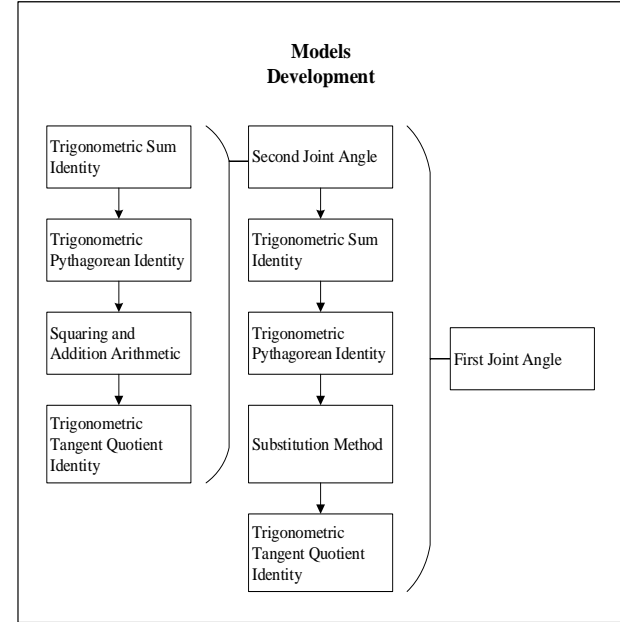 Models
Development
Trigonometric Sum
Identity
Trigonometric
Pythagorean Identity
Squaring and
Addition Arithmetic
Trigonometric
Tangent Quotient
Identity
Second Joint Angle
Trigonometric Sum
Identity
Trigonometric
Pythagorean Identity
Substitution Method
Trigonometric
Tangent Quotient
Identity
First Joint Angle